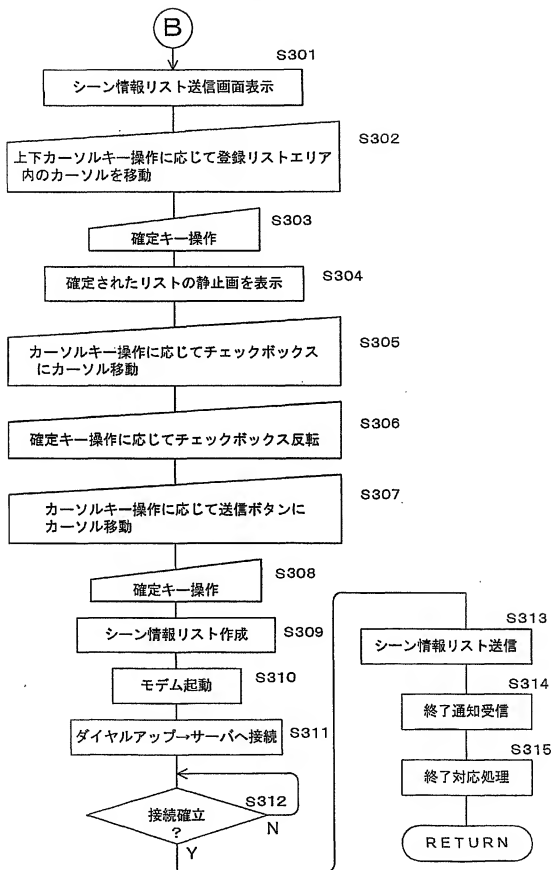 B
S301
シーン情報リスト送信画面表示
S302
上下カーソルキー操作に応じて登録リストエリア
内のカーソルを移動
S303
確定キー操作
S304
確定されたリストの静止画を表示
S305
カーソルキー操作に応じてチェックボックス
にカーソル移動
S306
確定キー操作に応じてチェックボックス反転
S307
カーソルキー操作に応じて送信ボタンに
カーソル移動
S308
確定キー操作
S309
シーン情報リスト作成
S310
モデム起動
S311
ダイヤルアップ→サーバへ接続
S312
接続確立
?
N
Y
S313
シーン情報リスト送信
S314
終了通知受信
S315
終了対応処理
RETURN